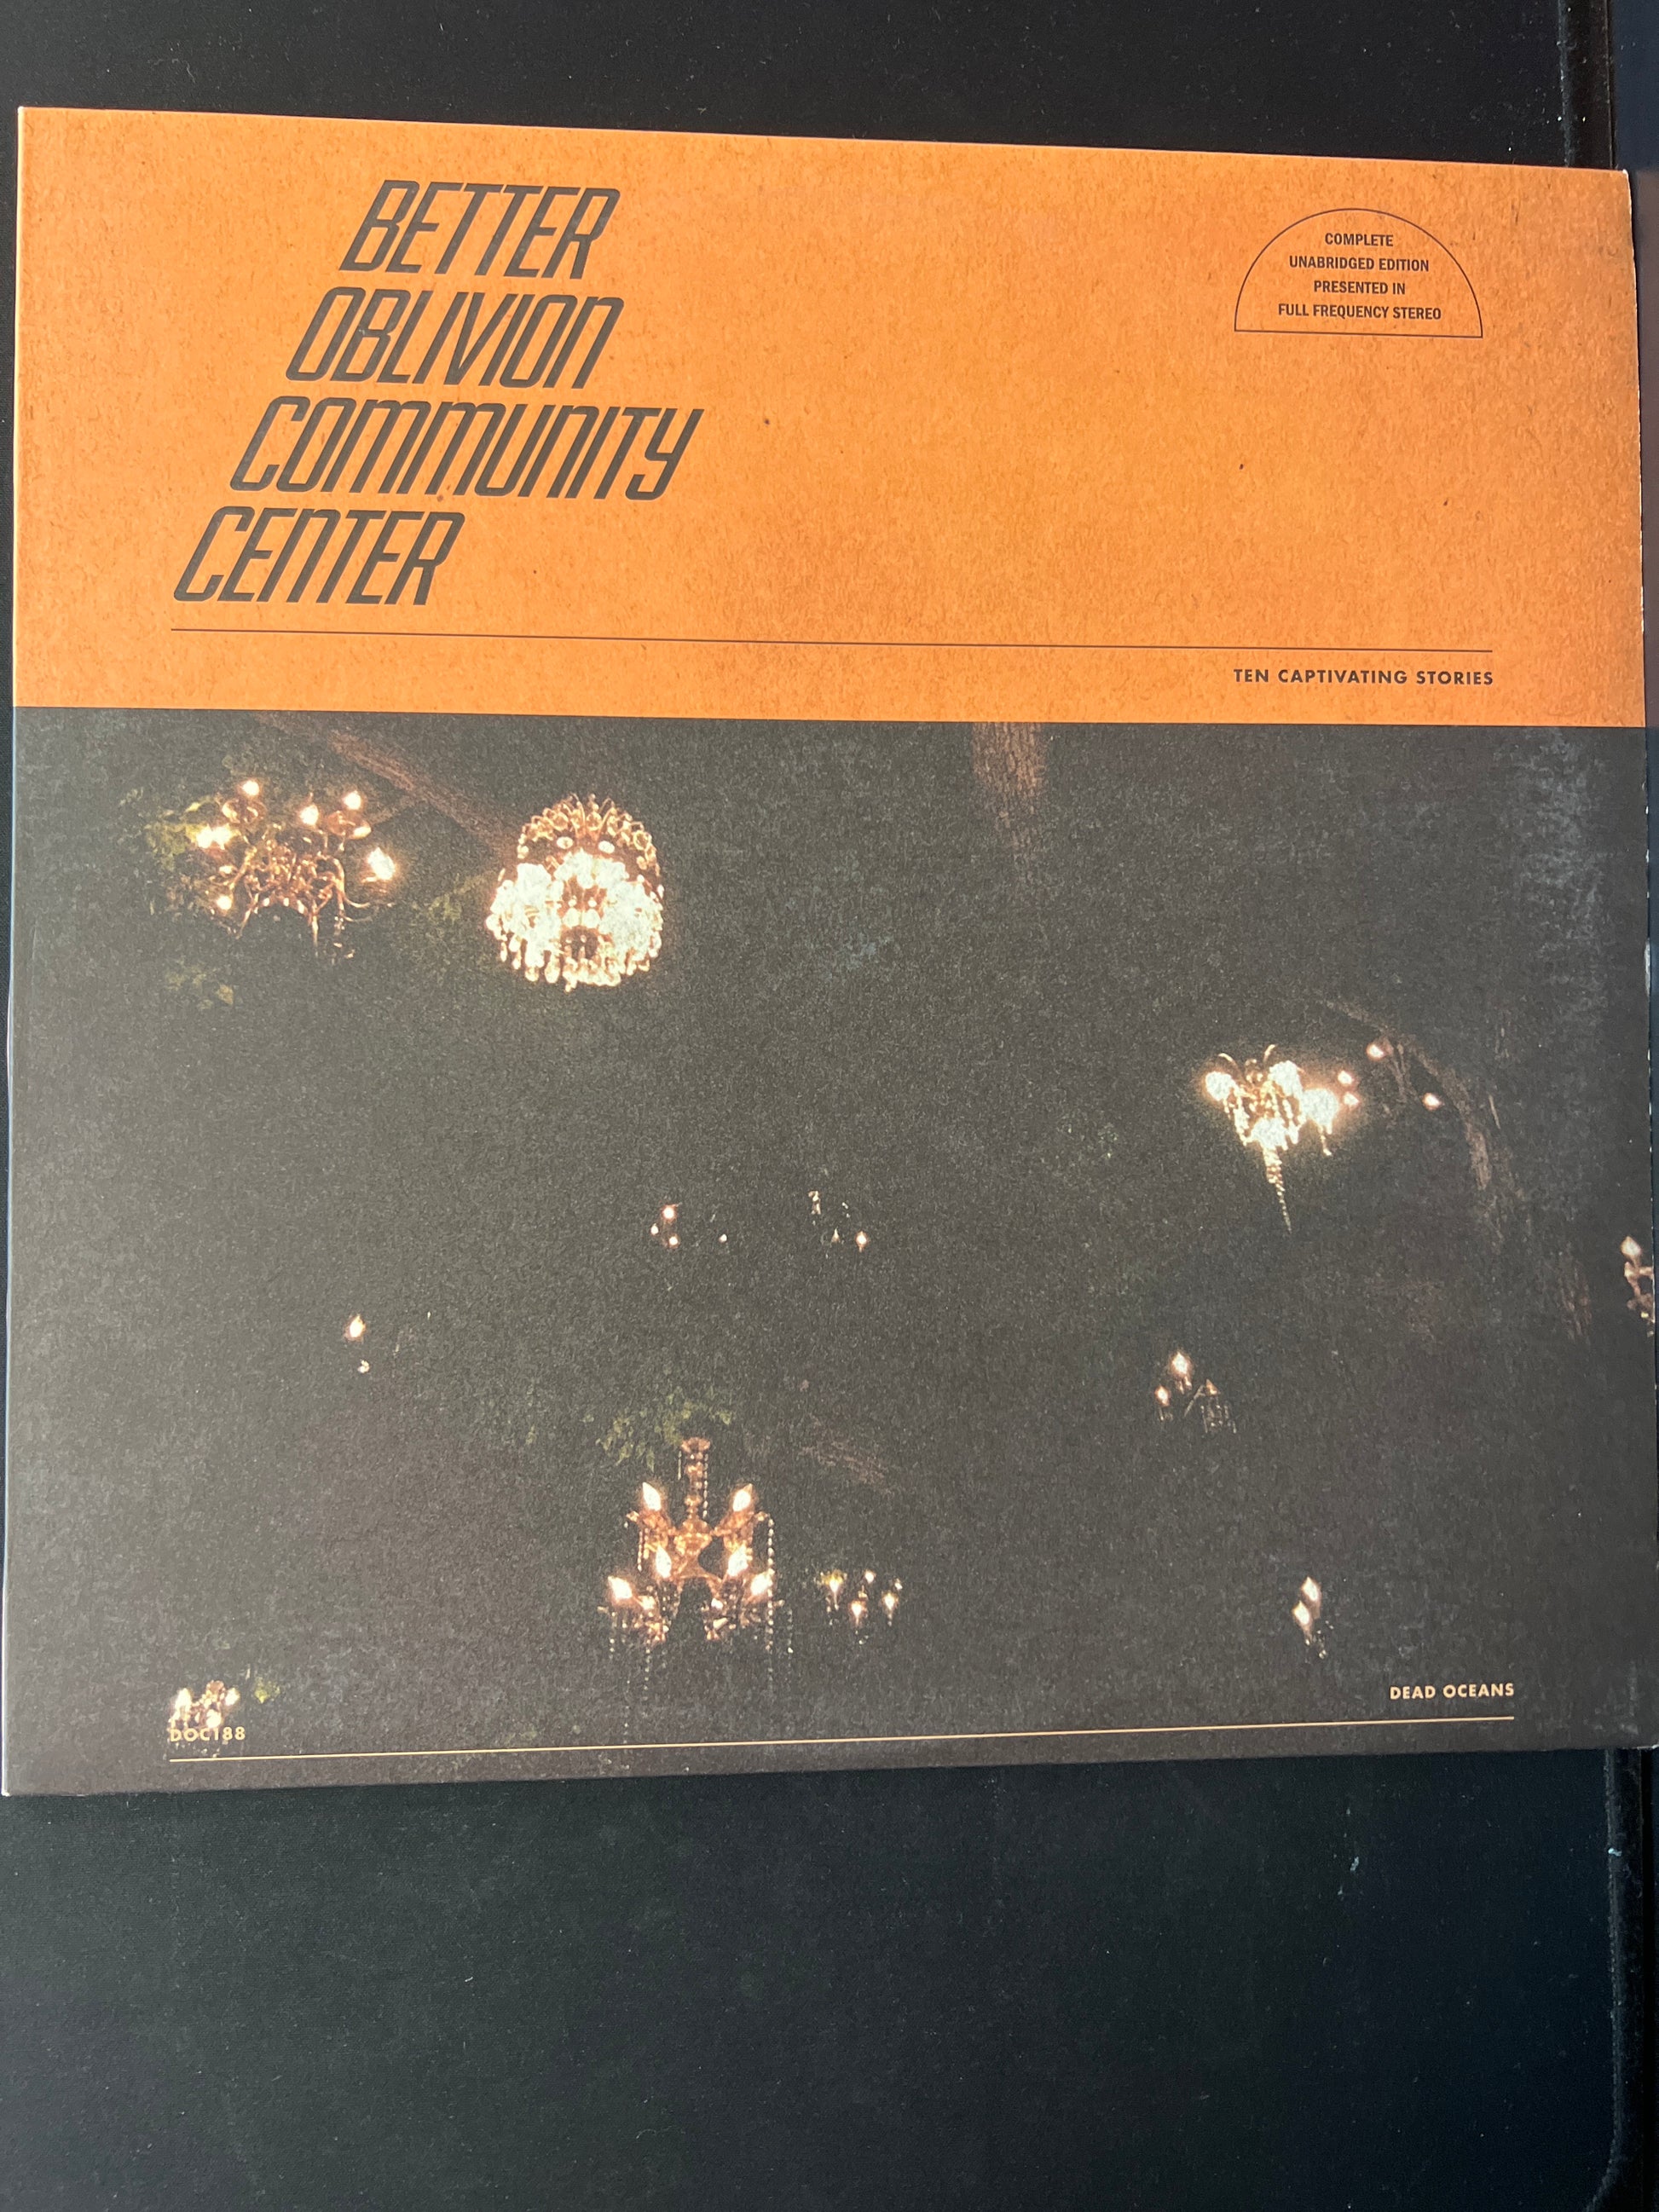 BETTER
OBLIVION
COMMUNITY
CENTER
COMPLETE
UNABRIDGED EDITION
PRESENTED IN
FULL FREQUENCY STEREO
TEN CAPTIVATING STORIES
DEAD OCEANS
DOC188